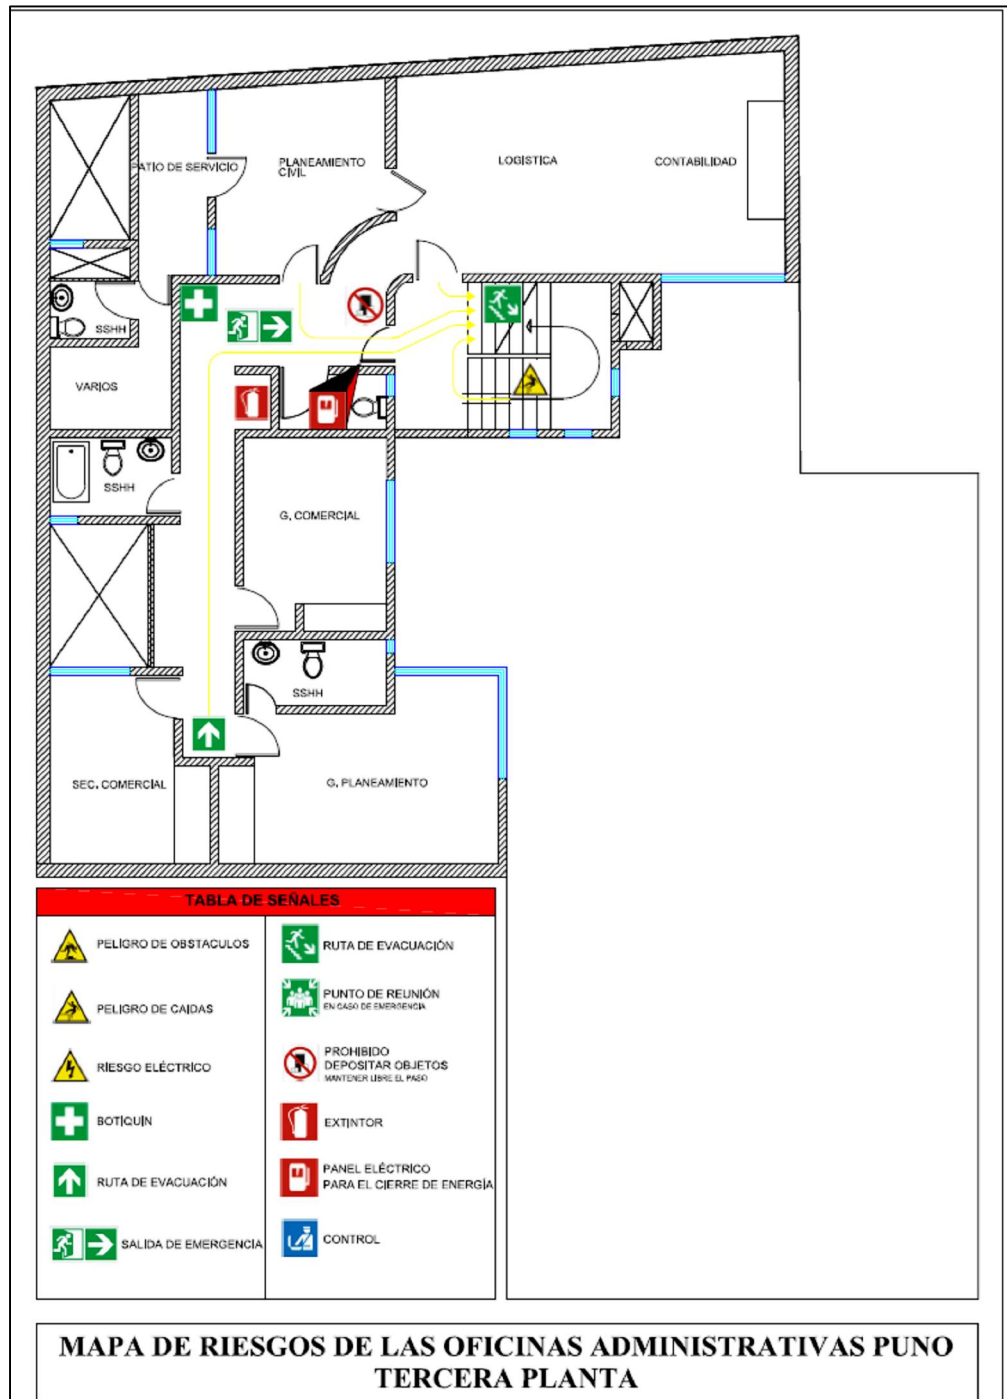 PATIO DE SERVICIO
PLANEAMIENTO
CIVIL
LOGISTICA
CONTABILIDAD
SSHH
VARIOS
SSHH
G. COMERCIAL
SSHH
SEC. COMERCIAL
G. PLANEAMIENTO
TABLA DE SEÑALES
PELIGRO DE OBSTACULOS
PELIGRO DE CAIDAS
RIESGO ELÉCTRICO
BOTIQUIN
RUTA DE EVACUACIÓN
SALIDA DE EMERGENCIA
RUTA DE EVACUACIÓN
PUNTO DE REUNIÓN
EN CASO DE EMERGENCIA
PROHIBIDO
DEPOSITAR OBJETOS
MANTENER LIBRE EL PASO
EXTINTOR
PANEL ELÉCTRICO
PARA EL CIERRE DE ENERGÍA
CONTROL
MAPA DE RIESGOS DE LAS OFICINAS ADMINISTRATIVAS PUNO
TERCERA PLANTA